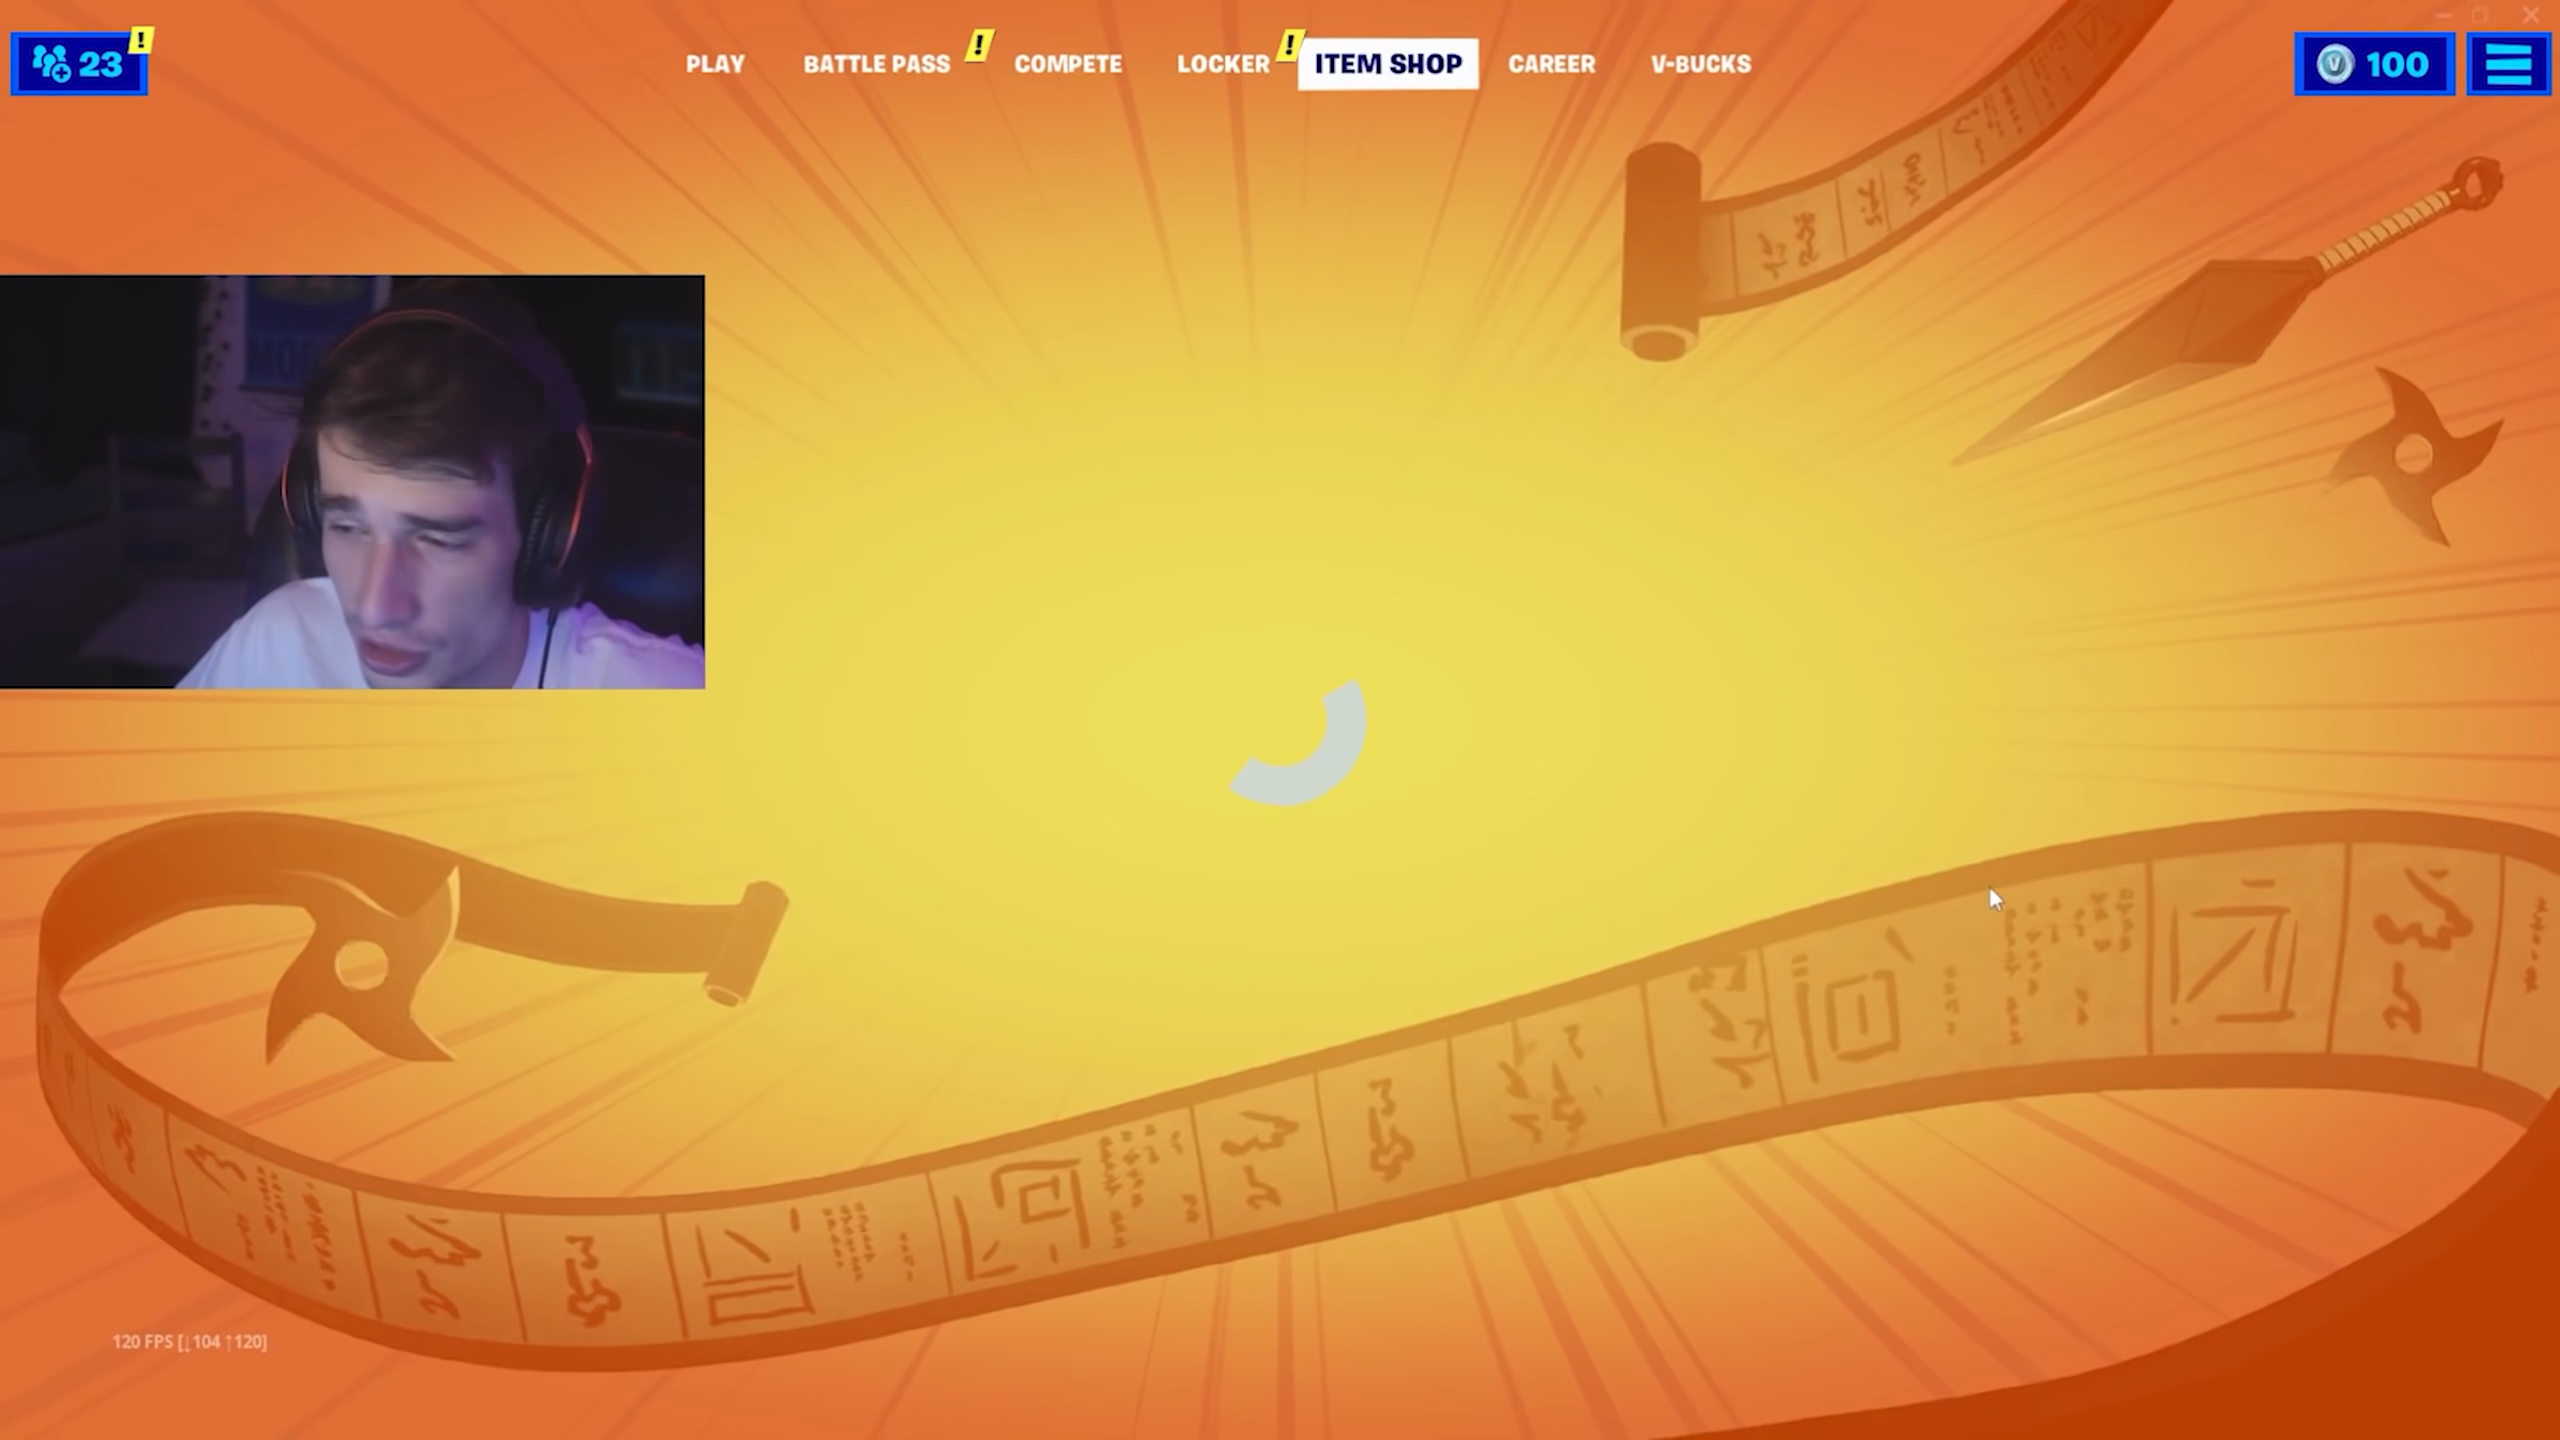 23
!
PLAY
BATTLE PASS
!
COMPETE
LOCKER
!
ITEM SHOP
CAREER
V-BUCKS
V
100
120 FPS [↓104 ↑120]